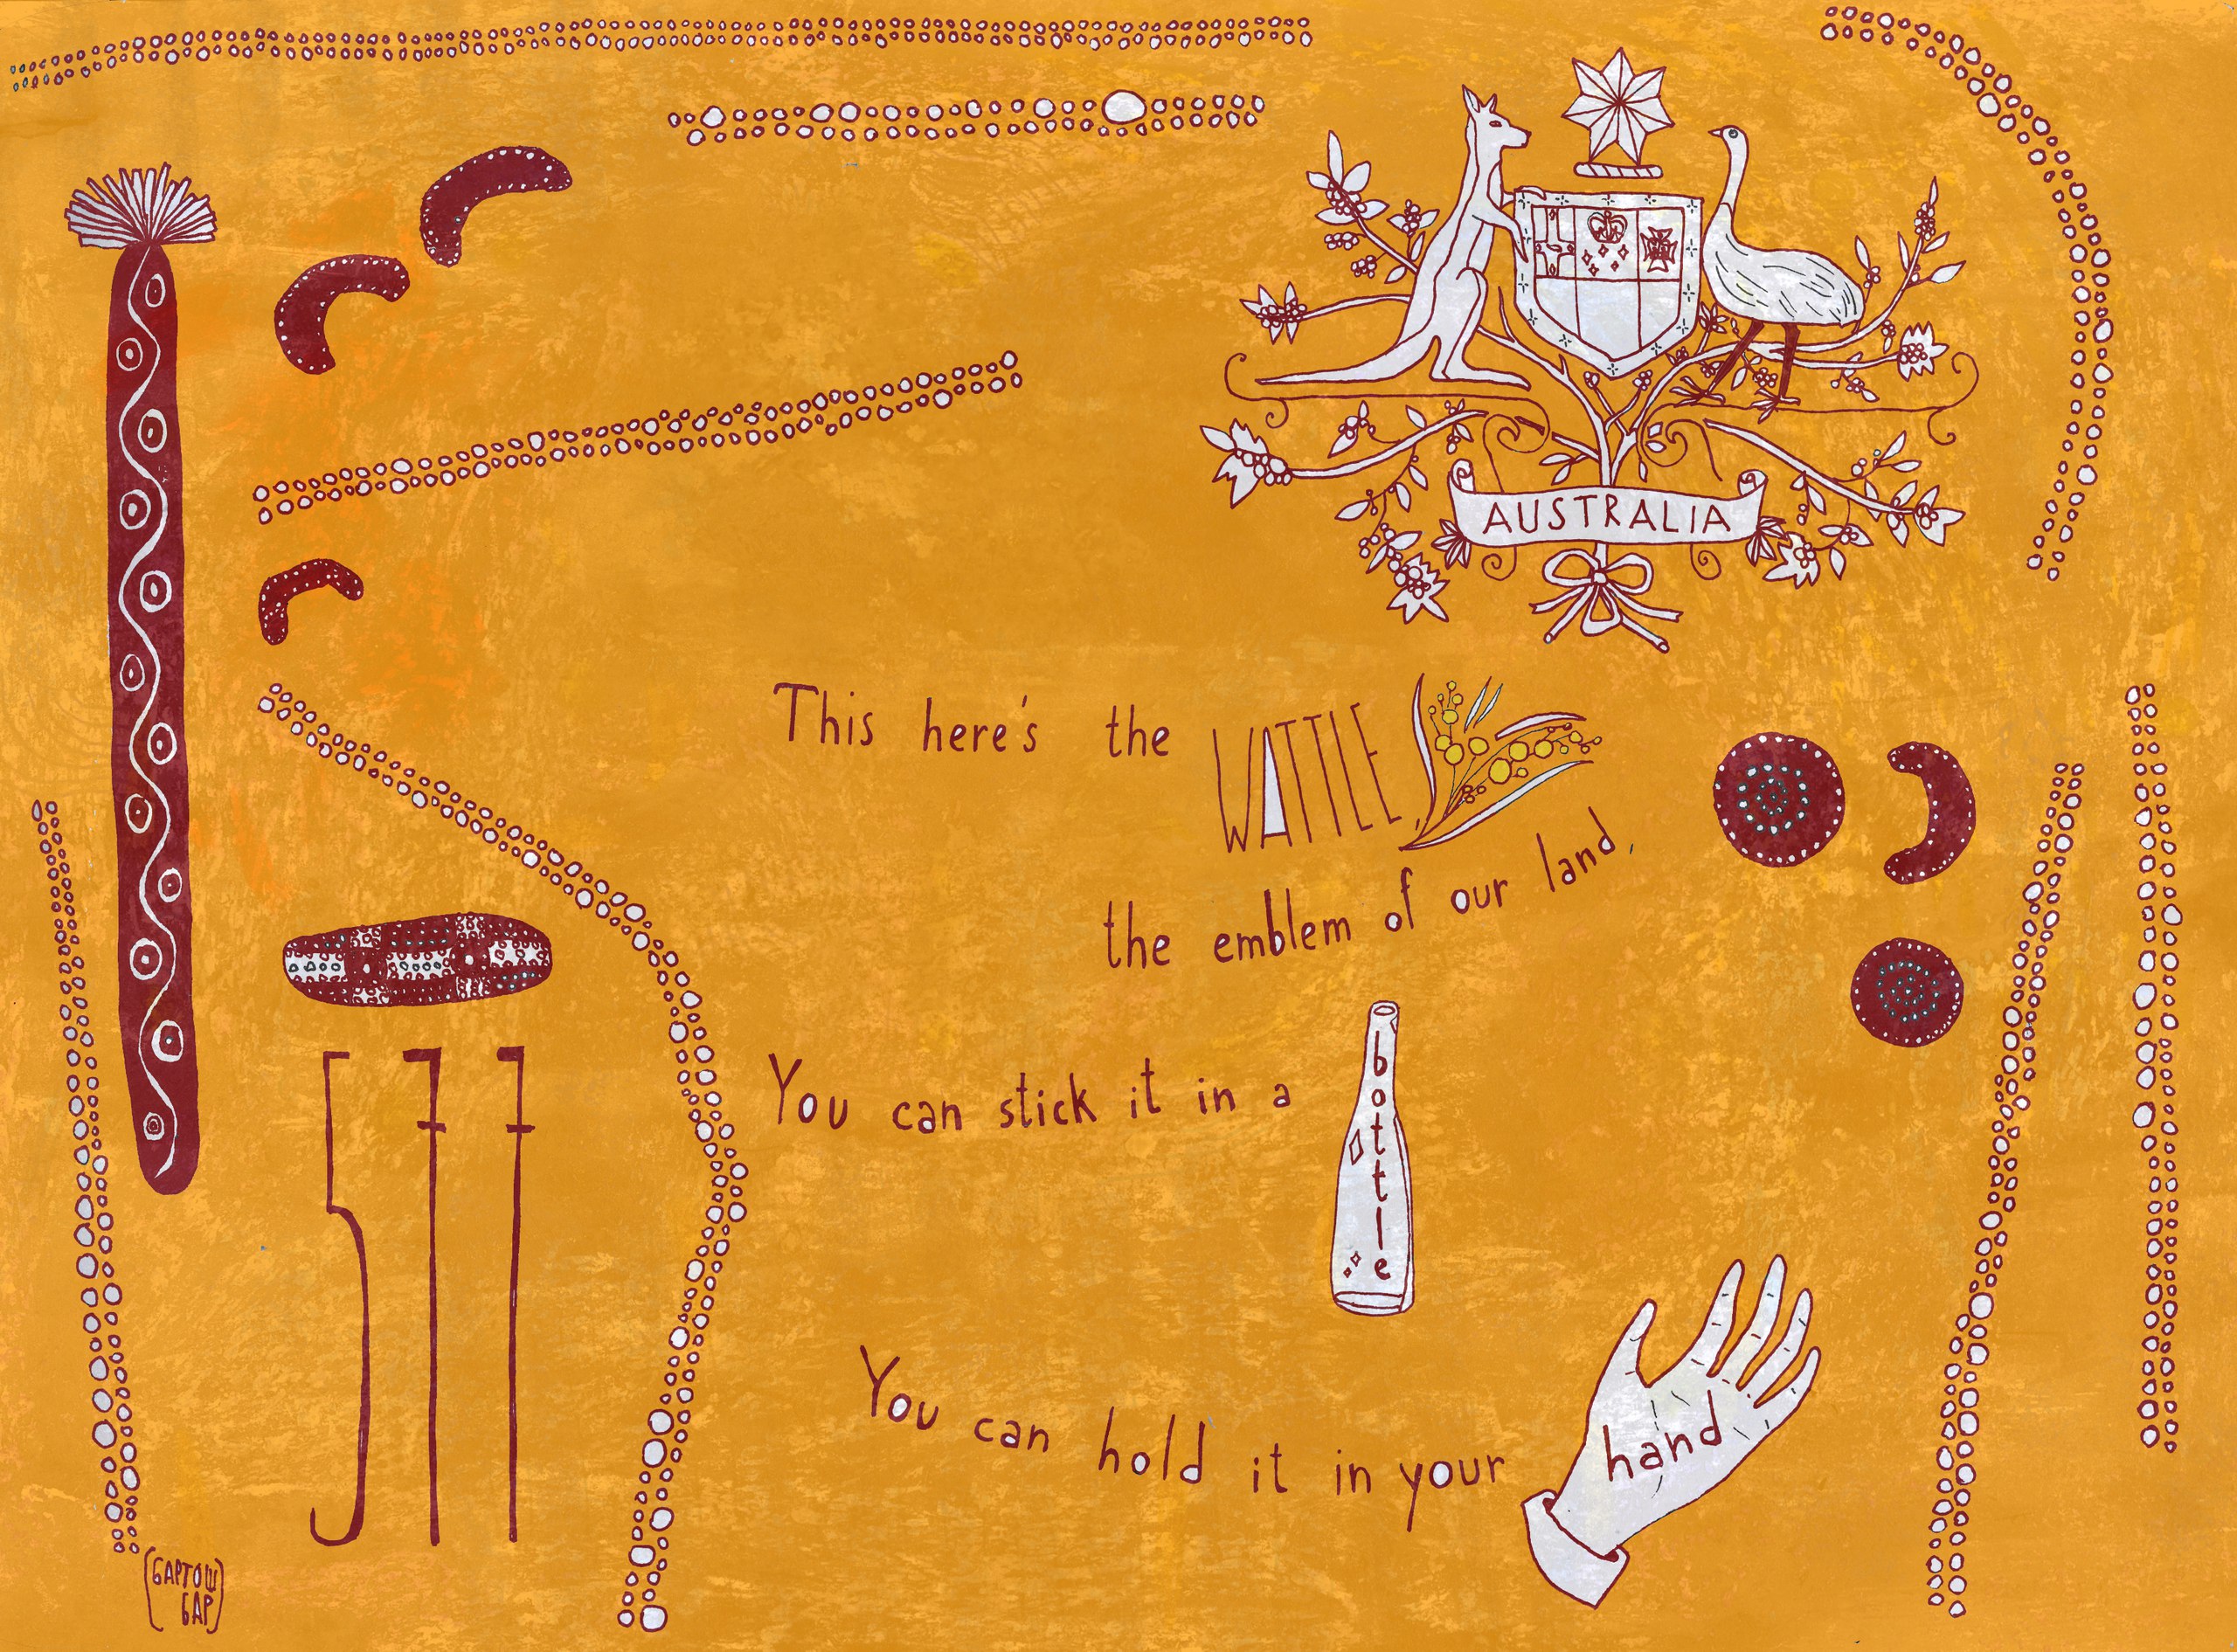 AUSTRALIA
This here's the WATTLE,
the emblem of our land,
You can stick it in a bottle
You can hold it in your hand
577
(БАРТОШ
БАР)